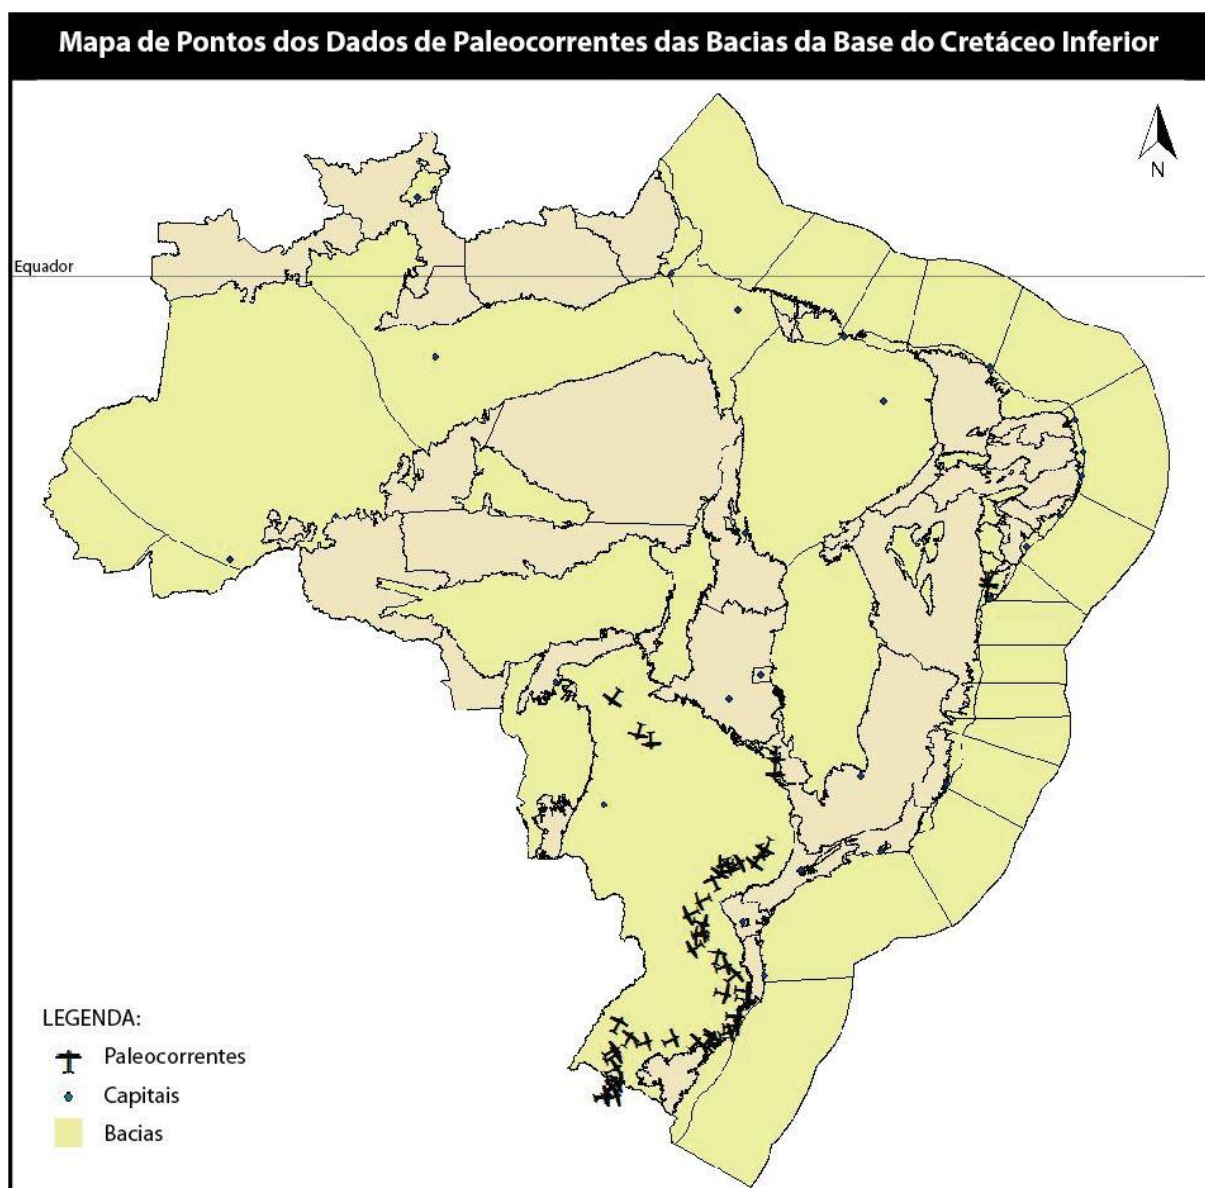 Mapa de Pontos dos Dados de Paleocorrentes das Bacias da Base do Cretáceo Inferior
N
Equador
LEGENDA:
Paleocorrentes
Capitais
Bacias